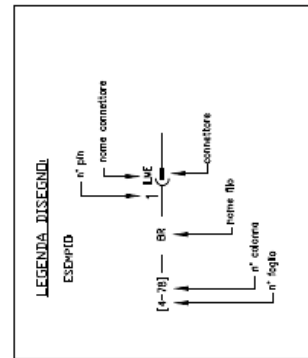 LEGENDA DISEGNO:
ESEMPIO
n° pin
nome connettore
1
LME
connettore
BR
nome filo
[4-7B]
n° colonna
n° foglio